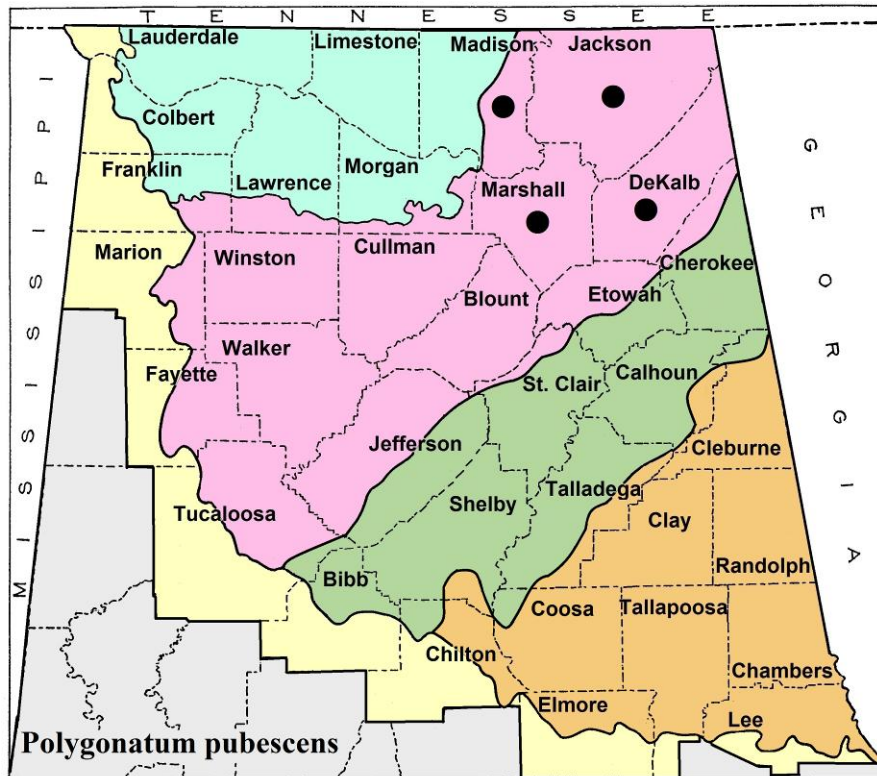 T E N N E S S E E
Lauderdale Limestone Madison Jackson
Colbert
Franklin Lawrence Morgan Marshall DeKalb
Marion Winston Cullman Cherokee
Blount Etowah
Walker
Fayette St. Clair Calhoun
Jefferson Cleburne
Tucaloosa Shelby Talladega
Clay
Bibb Randolph
Coosa Tallapoosa
Chilton Chambers
Elmore Lee
MISSISSIPPI
GEORGIA
Polygonatum pubescens